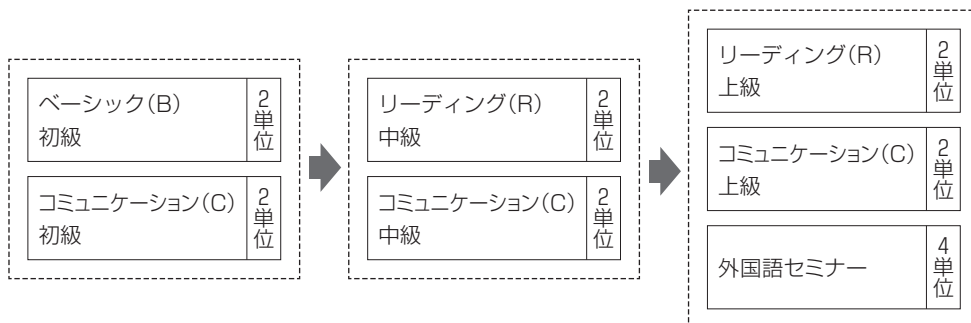 ベーシック(B)
初級
2単位
コミュニケーション(C)
初級
2単位
リーディング(R)
中級
2単位
コミュニケーション(C)
中級
2単位
リーディング(R)
上級
2単位
コミュニケーション(C)
上級
2単位
外国語セミナー
4単位